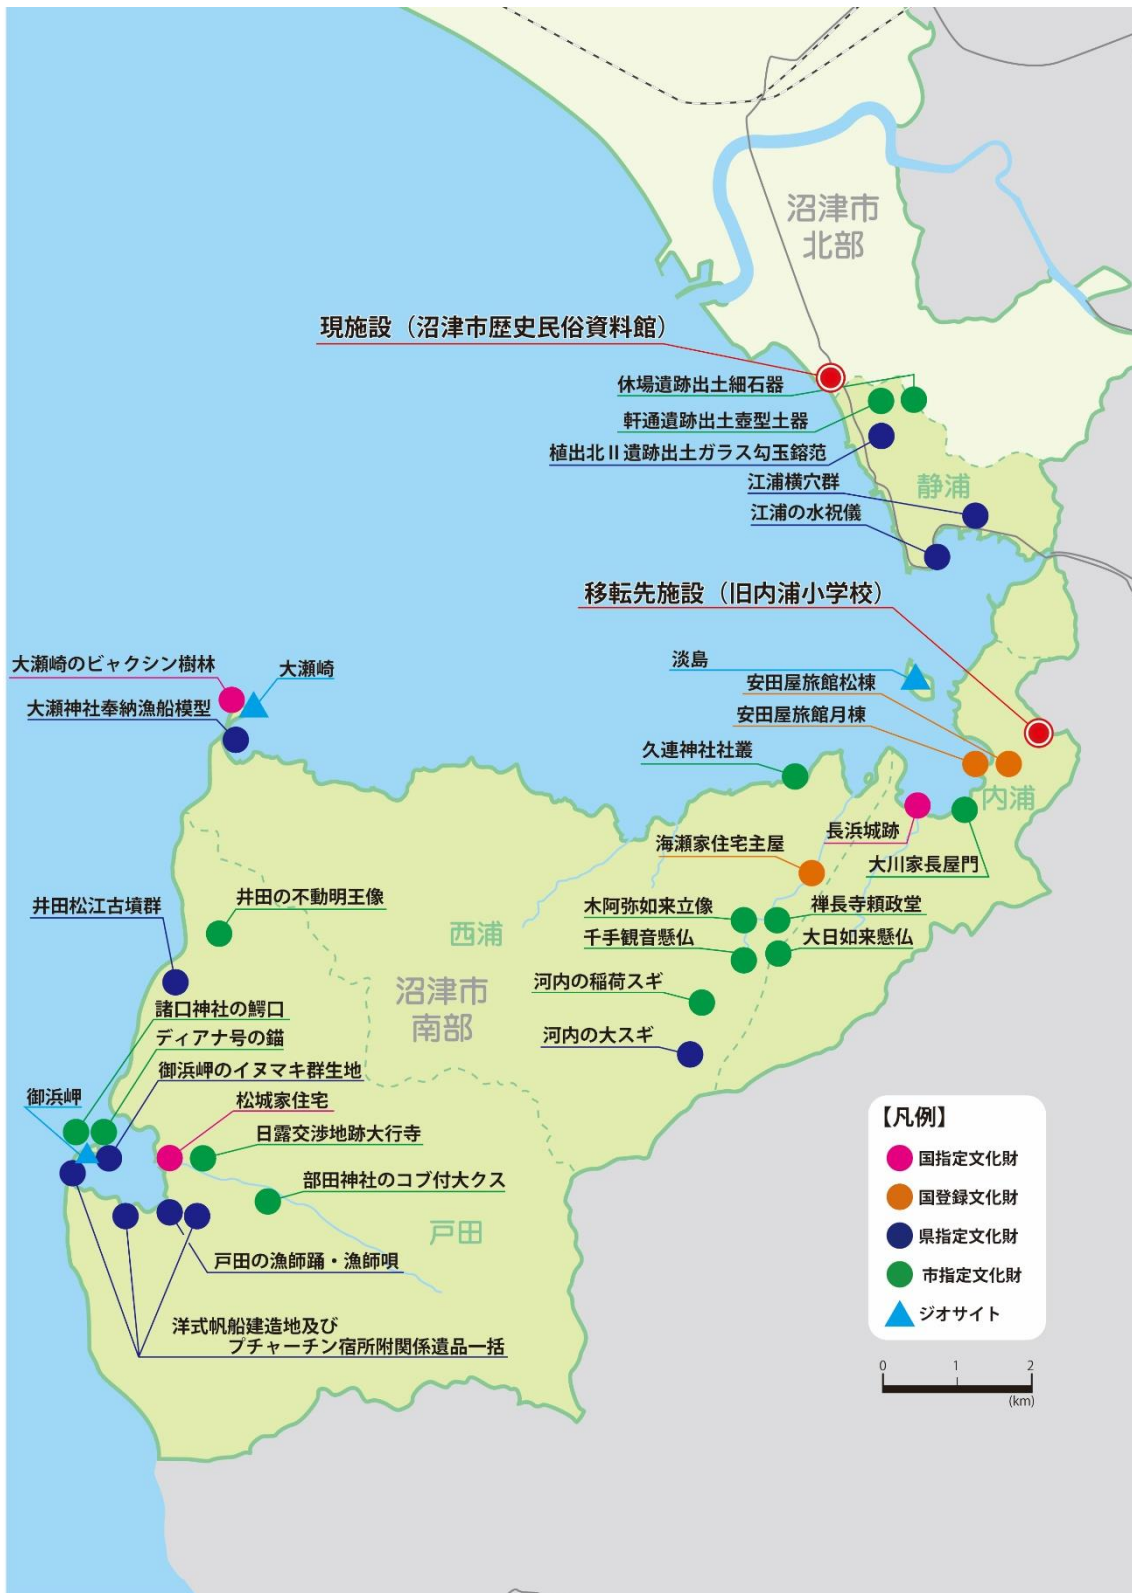 沼津市
北部
現施設（沼津市歴史民俗資料館）
休場遺跡出土細石器
軒通遺跡出土壺型土器
植出北Ⅱ遺跡出土ガラス勾玉鎔范
静浦
江浦横穴群
江浦の水祝儀
移転先施設（旧内浦小学校）
大瀬崎のビャクシン樹林
大瀬崎
淡島
安田屋旅館松棟
大瀬神社奉納漁船模型
安田屋旅館月棟
久連神社社叢
内浦
長浜城跡
海瀬家住宅主屋
大川家長屋門
井田の不動明王像
井田松江古墳群
西浦
木阿弥如来立像
禅長寺頼政堂
千手観音懸仏
大日如来懸仏
沼津市
南部
河内の稲荷スギ
諸口神社の鰐口
ディアナ号の錨
河内の大スギ
御浜岬のイヌマキ群生地
御浜岬
松城家住宅
日露交渉地跡大行寺
部田神社のコブ付大クス
戸田
戸田の漁師踊・漁師唄
洋式帆船建造地及び
プチャーチン宿所附関係遺品一括
【凡例】
国指定文化財
国登録文化財
県指定文化財
市指定文化財
ジオサイト
0 1 2
(km)